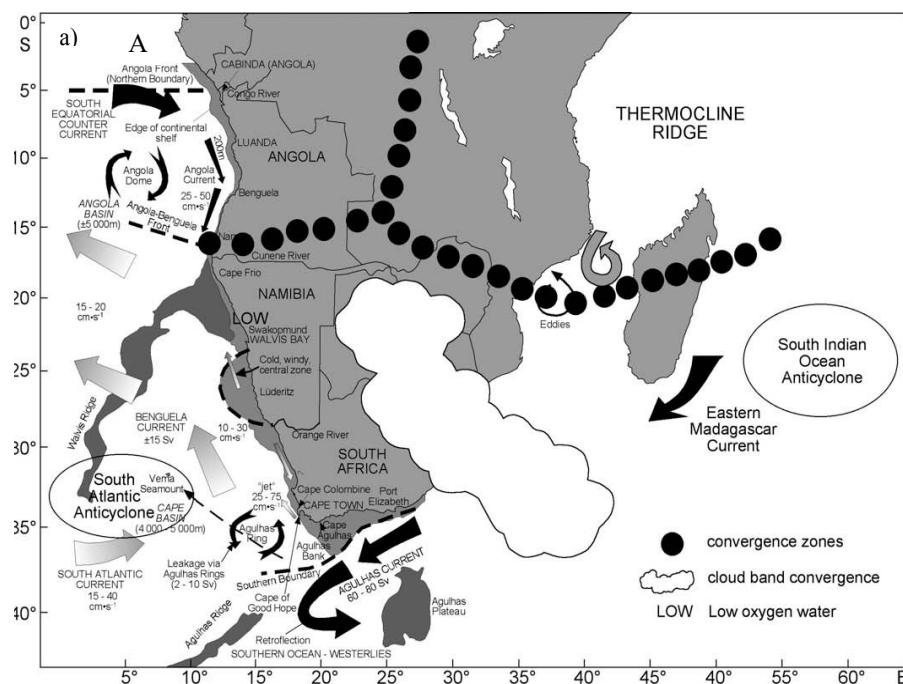 0°
S
a)
A
Angola Front
(Northern Boundary)
CABINDA (ANGOLA)
Congo River
5°
SOUTH
EQUATORIAL
COUNTER
CURRENT
Edge of continental
shelf
200m
LUANDA
THERMOCLINE
RIDGE
10°
ANGOLA
Angola
Dome
Angola
Current
25 - 50
cm•s⁻¹
Benguela
ANGOLA
BASIN
(±5 000m)
Angola-Benguela
Front
15°
Cunene River
Cape Frio
NAMIBIA
15 - 20
cm•s⁻¹
20°
LOW
Swakopmund
WALVIS BAY
Eddies
Cold, windy,
central zone
25°
Lüderitz
South Indian
Ocean
Anticyclone
Eastern
Madagascar
Current
Walvis Ridge
BENGUELA
CURRENT
±15 Sv
10 - 30
cm•s⁻¹
Orange River
30°
SOUTH
AFRICA
South
Atlantic
Anticyclone
Vema
Seamount
CAPE
BASIN
(4 000 - 5 000m)
"jet"
25 - 75
cm•s⁻¹
Cape Colombine
CAPE TOWN
Port
Elizabeth
35°
Agulhas
Ring
Cape
Agulhas
Agulhas
Bank
Leakage via
Agulhas Rings
(2 - 10 Sv)
SOUTH ATLANTIC
CURRENT
15 - 40
cm•s⁻¹
Southern Boundary
AGULHAS CURRENT
60 - 80 Sv
Cape of
Good Hope
Agulhas
Plateau
40°
Agulhas Ridge
Retroflection
SOUTHERN OCEAN - WESTERLIES
convergence zones
cloud band convergence
LOW Low oxygen water
5° 10° 15° 20° 25° 30° 35° 40° 45° 50° 55° 60° E